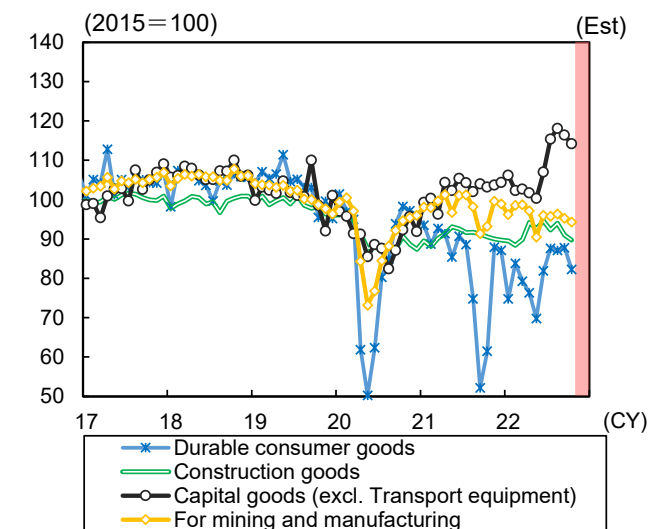 (2015＝100)
(Est)
140
130
120
110
100
90
80
70
60
50
17 18 19 20 21 22 (CY)
Durable consumer goods
Construction goods
Capital goods (excl. Transport equipment)
For mining and manufacturing